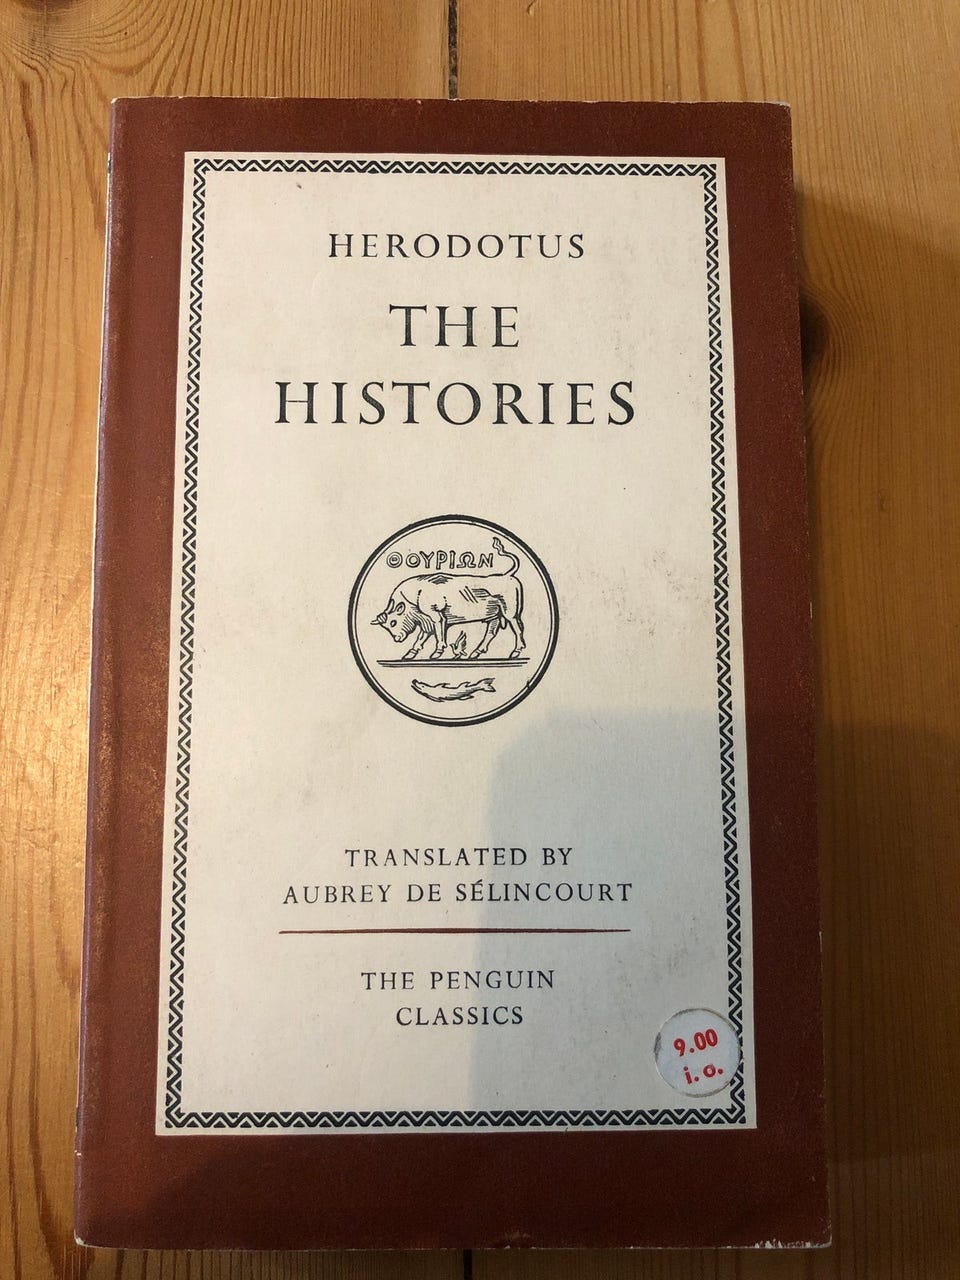 HERODOTUS
THE
HISTORIES
ΘΟΥΡΙΩΝ
TRANSLATED BY
AUBREY DE SÉLINCOURT
THE PENGUIN
CLASSICS
9.00
i. o.